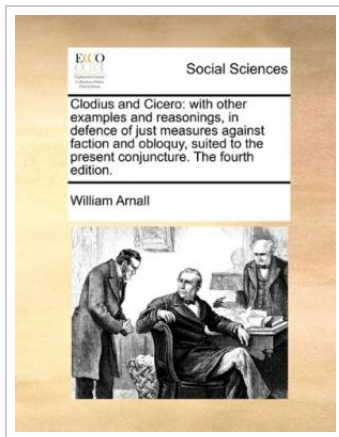 ECCO
Social Sciences
Clodius and Cicero: with other
examples and reasonings, in
defence of just measures against
faction and obloquy, suited to the
present conjuncture. The fourth
edition.
William Arnall